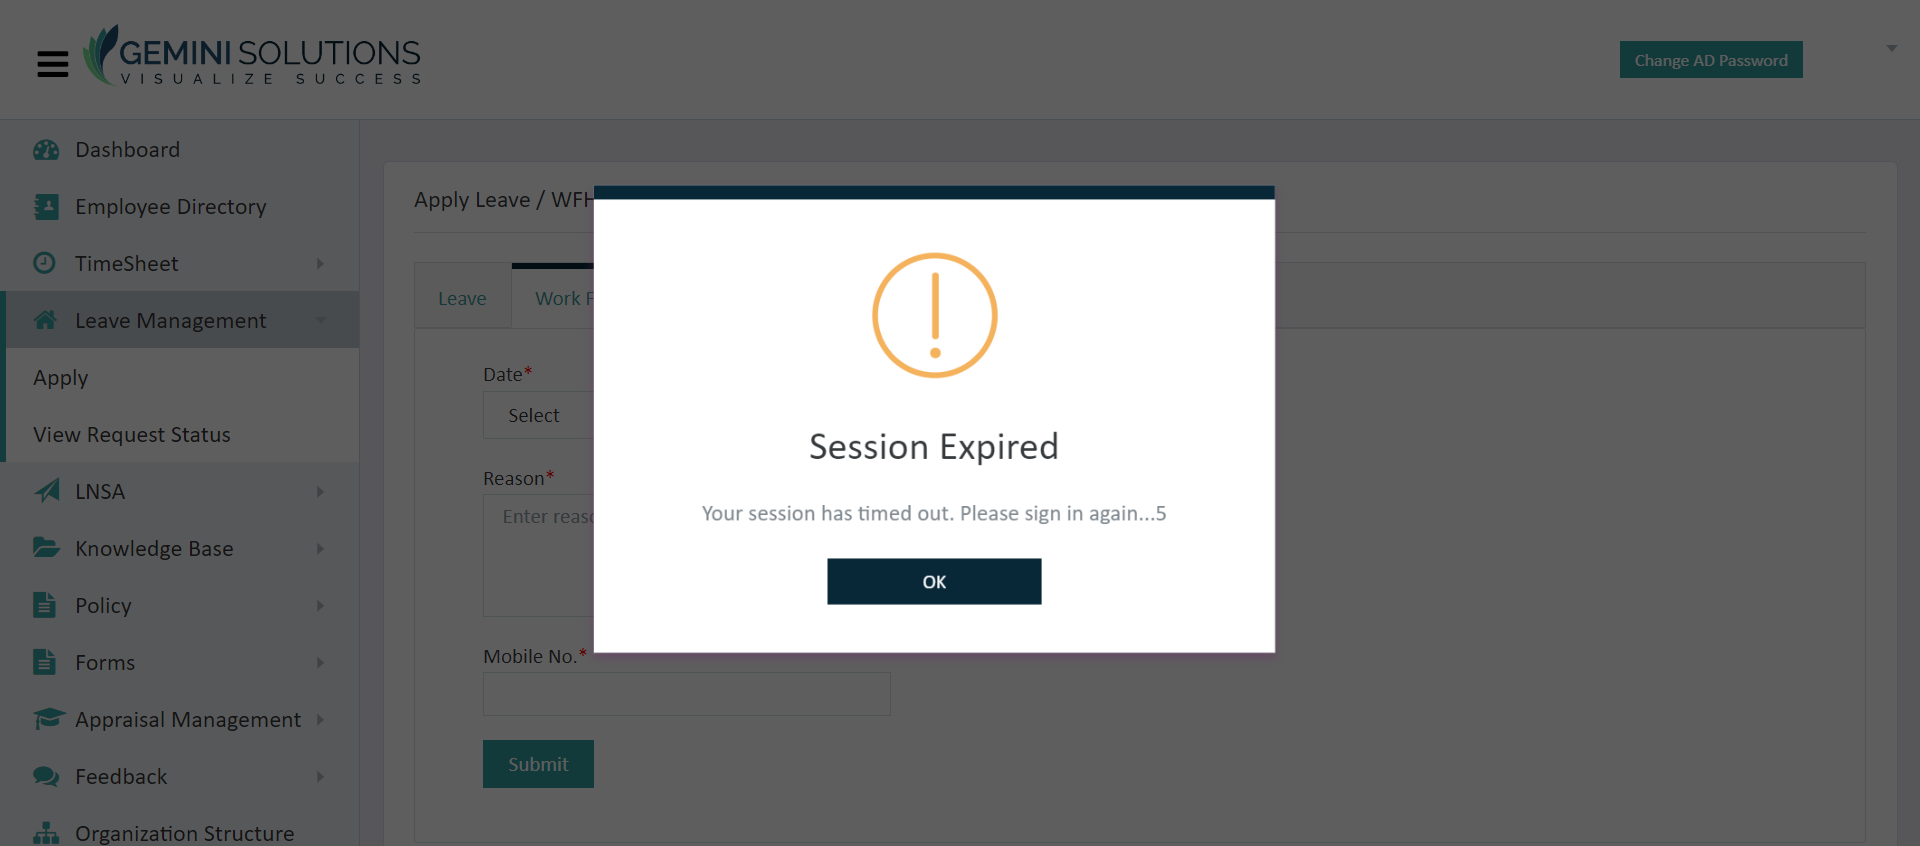 GEMINI SOLUTIONS
VISUALIZE SUCCESS
Change AD Password
Dashboard
Employee Directory
TimeSheet
Leave Management
Apply
View Request Status
LNSA
Knowledge Base
Policy
Forms
Appraisal Management
Feedback
Organization Structure
Apply Leave / WFH
Leave
Work F
Date*
Select
Reason*
Enter reaso
Mobile No.*
Submit
Session Expired
Your session has timed out. Please sign in again...5
OK